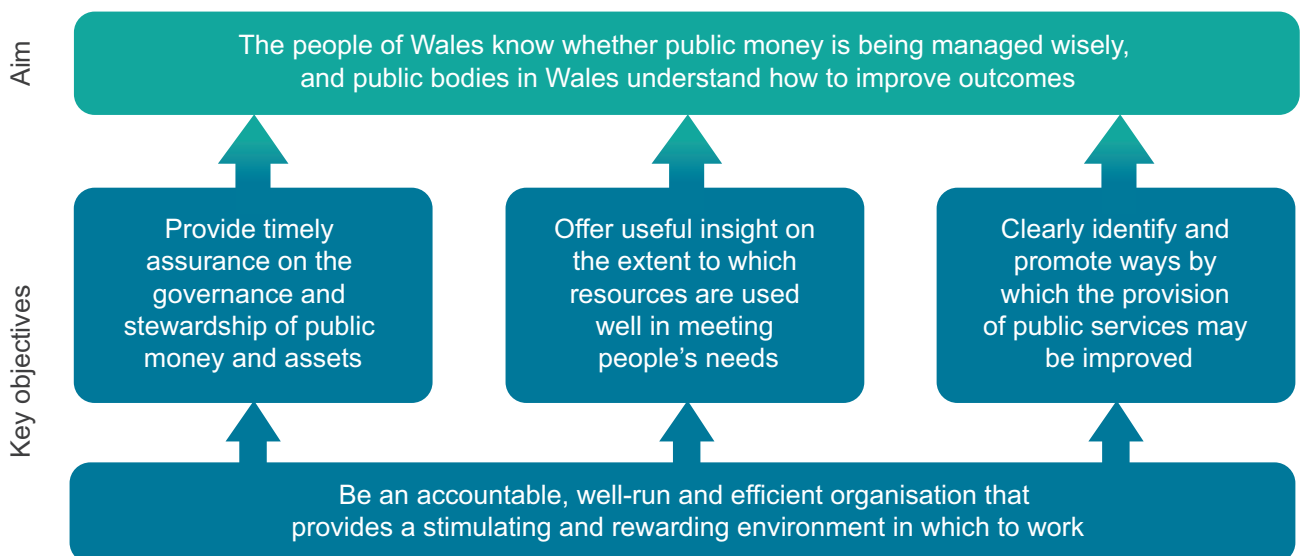 Aim
The people of Wales know whether public money is being managed wisely,
and public bodies in Wales understand how to improve outcomes
Key objectives
Provide timely
assurance on the
governance and
stewardship of public
money and assets
Offer useful insight on
the extent to which
resources are used
well in meeting
people’s needs
Clearly identify and
promote ways by
which the provision
of public services may
be improved
Be an accountable, well-run and efficient organisation that
provides a stimulating and rewarding environment in which to work